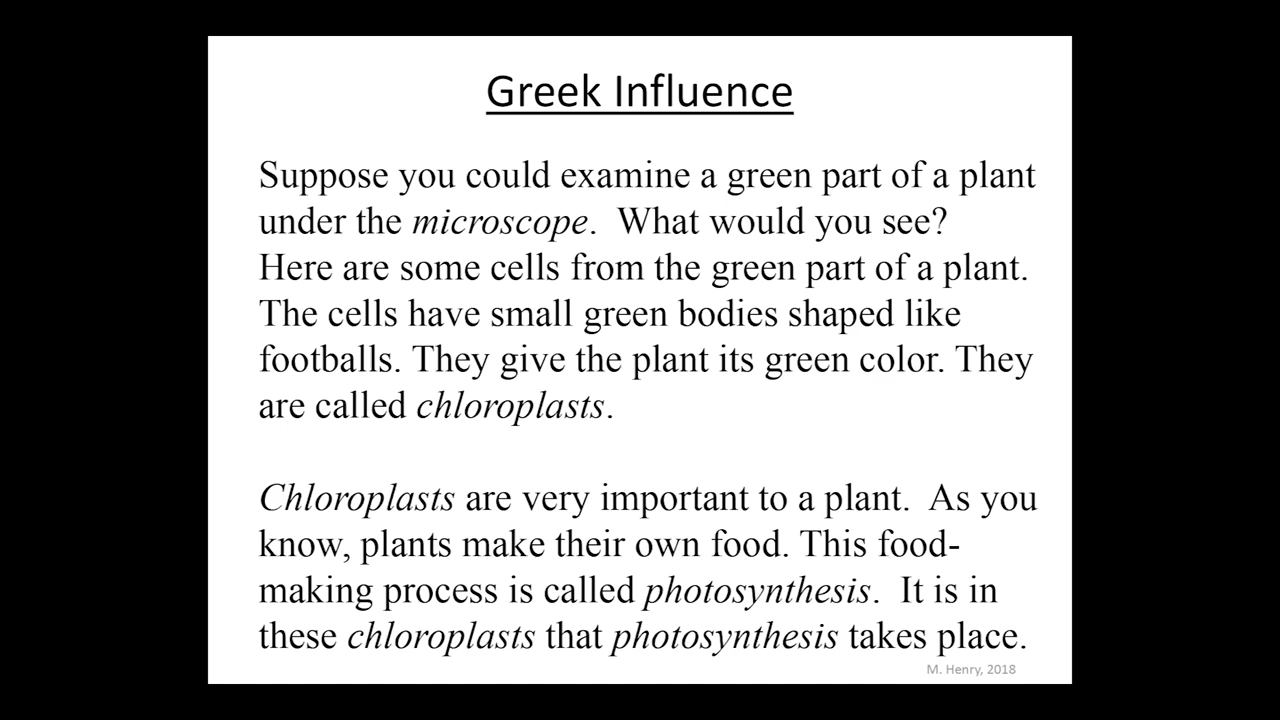 Greek Influence
Suppose you could examine a green part of a plant
under the microscope.  What would you see?
Here are some cells from the green part of a plant.
The cells have small green bodies shaped like
footballs. They give the plant its green color. They
are called chloroplasts.
Chloroplasts are very important to a plant.  As you
know, plants make their own food. This food-
making process is called photosynthesis.  It is in
these chloroplasts that photosynthesis takes place.
M. Henry, 2018